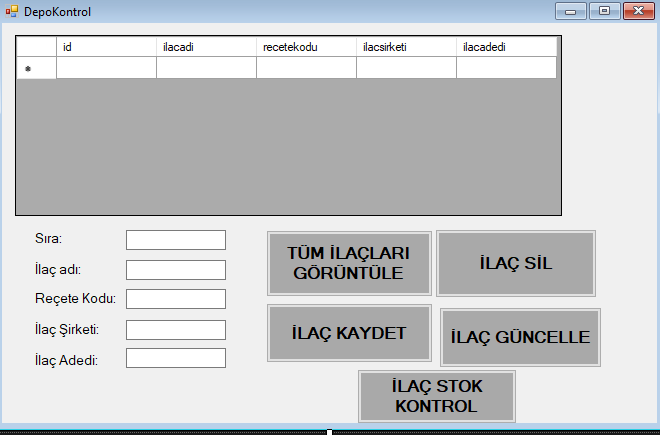 DepoKontrol
id ilacadi recetekodu ilacsirketi ilacadedi
*
Sıra:
İlaç adı:
Reçete Kodu:
İlaç Şirketi:
İlaç Adedi:
TÜM İLAÇLARI
GÖRÜNTÜLE
İLAÇ SİL
İLAÇ KAYDET
İLAÇ GÜNCELLE
İLAÇ STOK
KONTROL